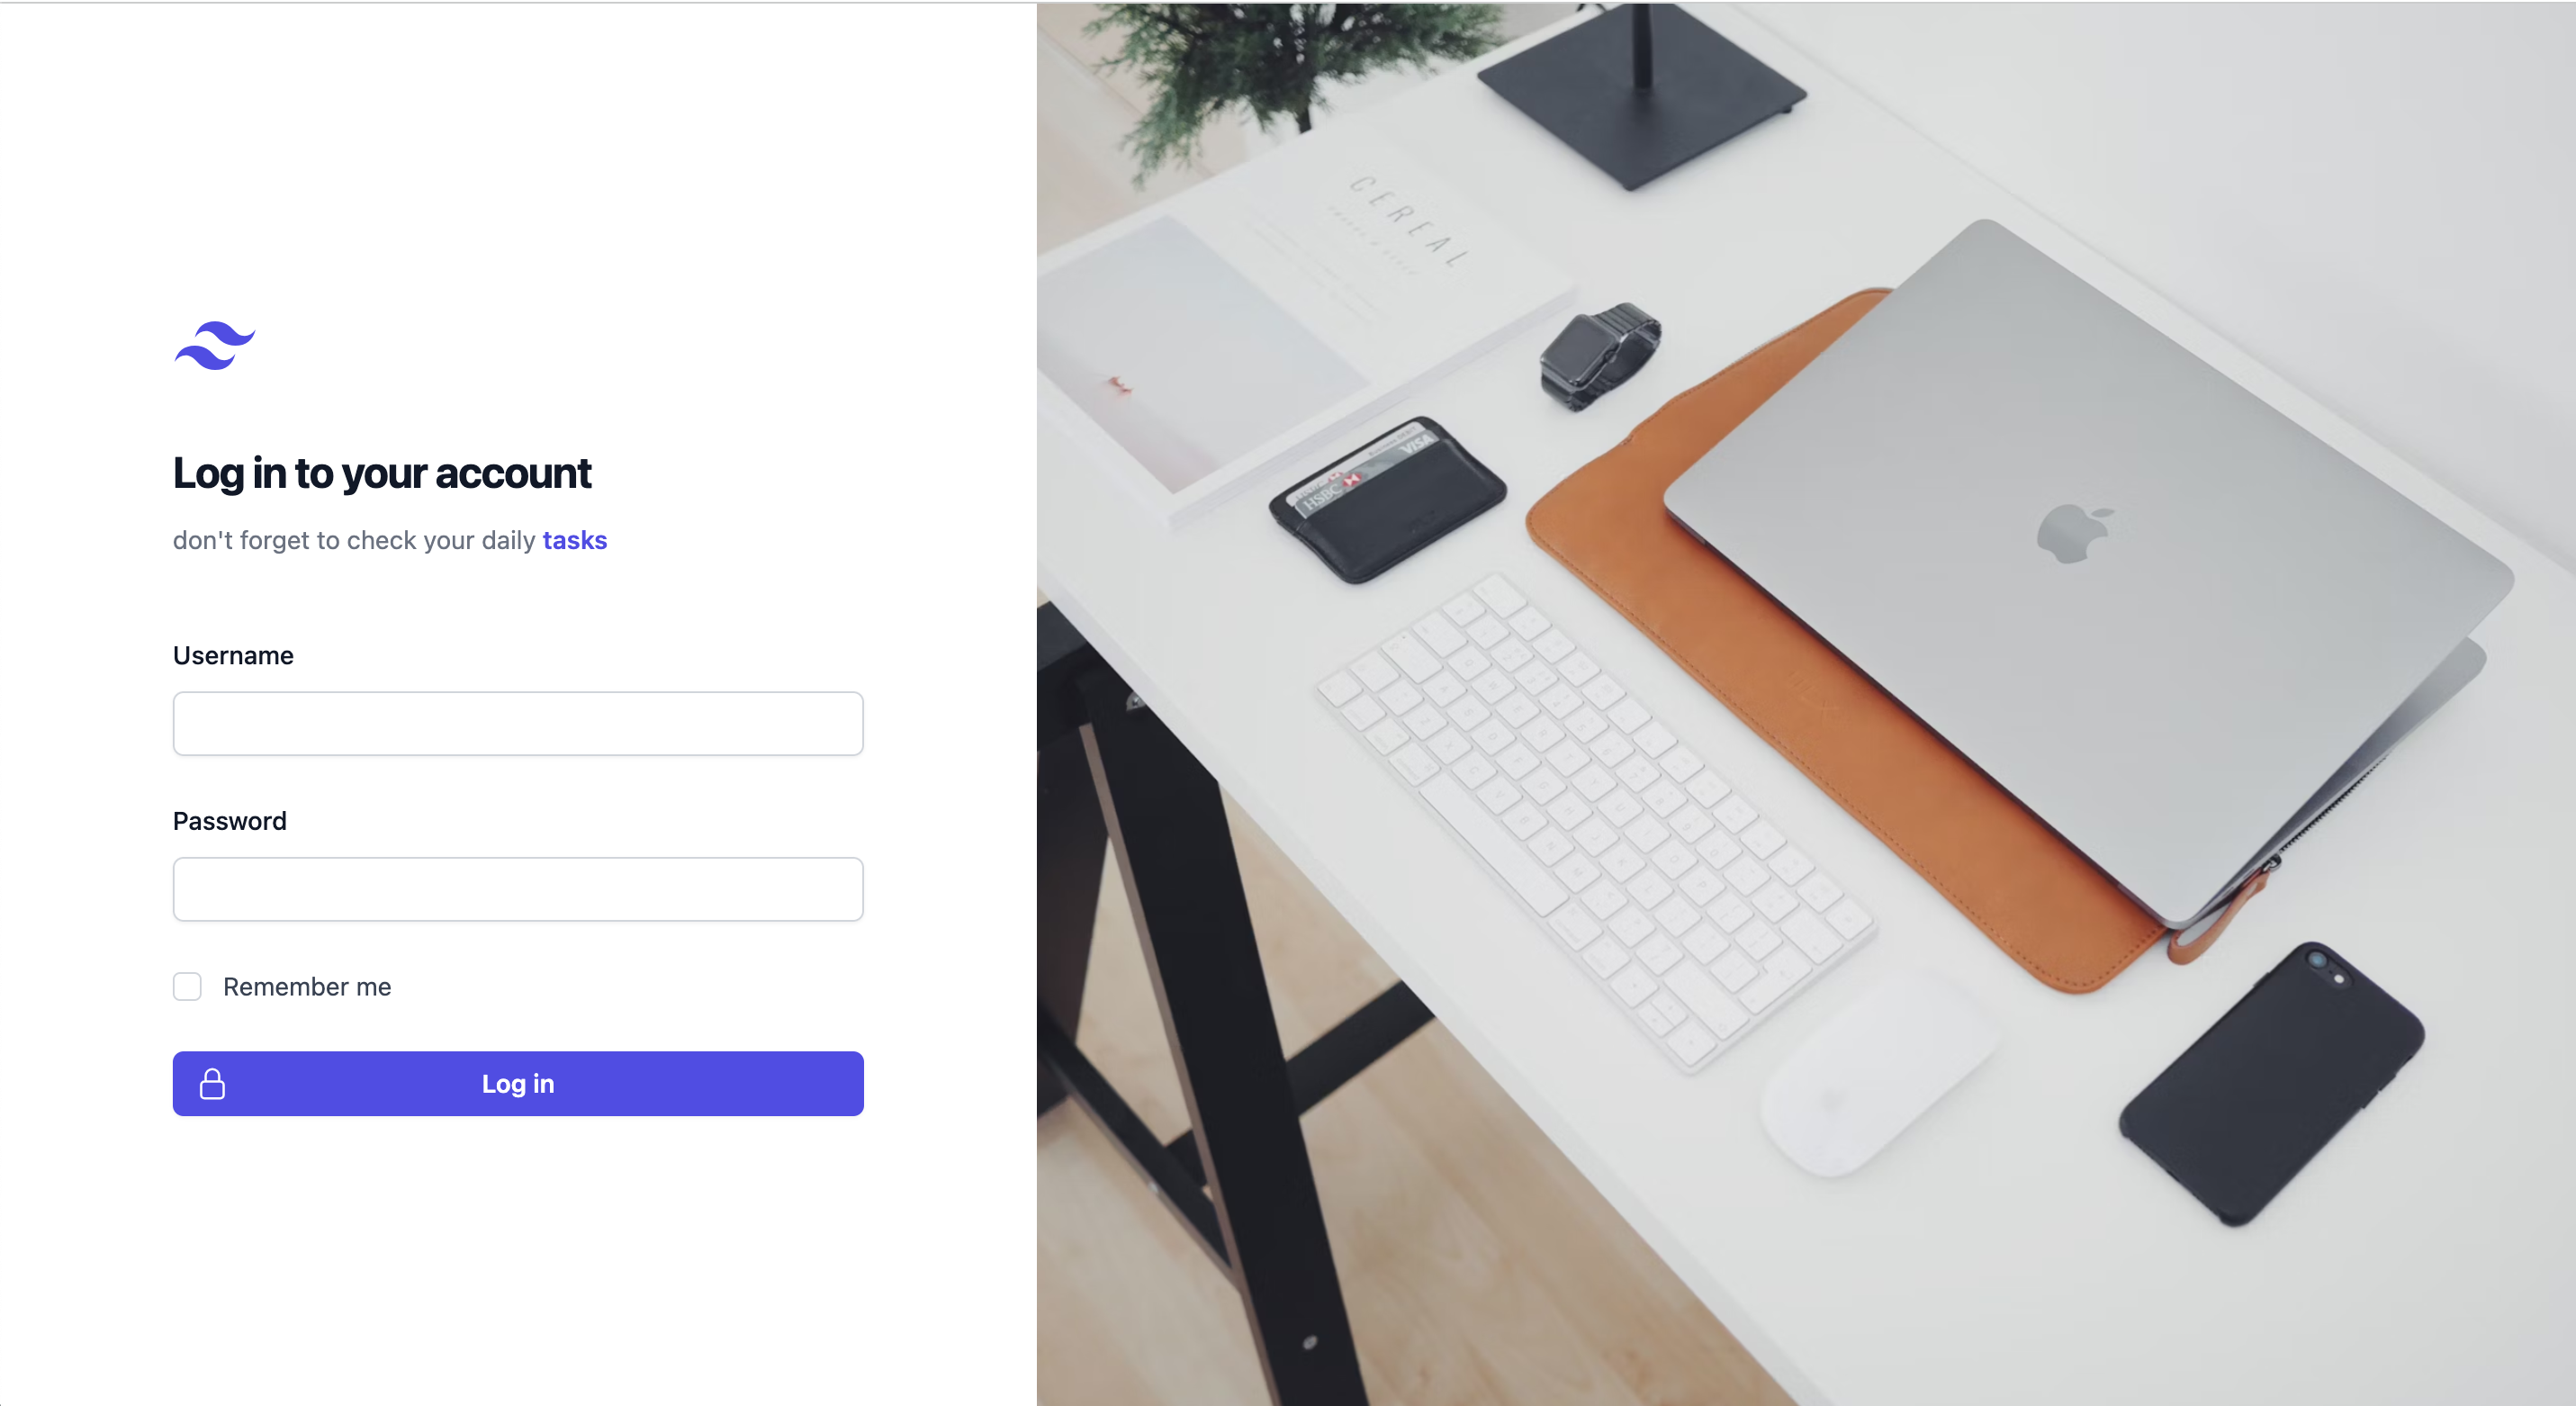 Log in to your account
don't forget to check your daily tasks
Username
Password
Remember me
Log in
CEREAL
VISA
HSBC